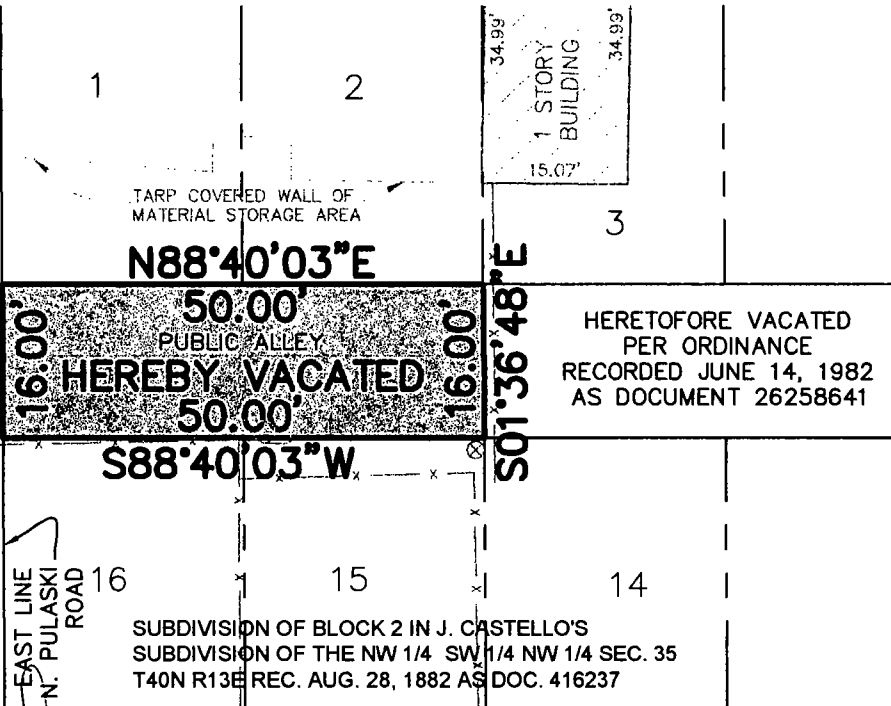 1
2
34.99'
1 STORY
BUILDING
34.99'
15.07'
TARP COVERED WALL OF
MATERIAL STORAGE AREA
3
N88°40'03"E
50.00'
16.00'
PUBLIC ALLEY
HEREBY VACATED
16.00'
50.00'
S88°40'03"W
S01°36'48"E
HERETOFORE VACATED
PER ORDINANCE
RECORDED JUNE 14, 1982
AS DOCUMENT 26258641
EAST LINE
N. PULASKI
ROAD
16
15
14
SUBDIVISION OF BLOCK 2 IN J. CASTELLO'S
SUBDIVISION OF THE NW 1/4 SW 1/4 NW 1/4 SEC. 35
T40N R13E REC. AUG. 28, 1882 AS DOC. 416237